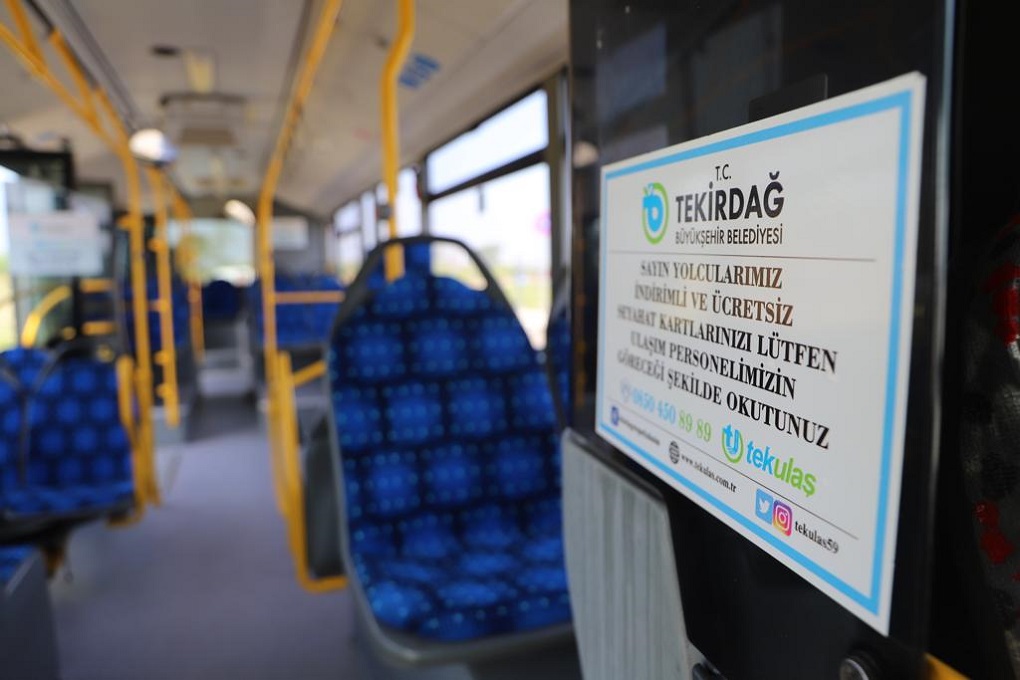 T.C.
TEKİRDAĞ
BÜYÜKŞEHİR BELEDİYESİ
SAYIN YOLCULARIMIZ
İNDİRİMLİ VE ÜCRETSİZ
SEYAHAT KARTLARINIZI LÜTFEN
ULAŞIM PERSONELİMİZİN
GÖRECEĞİ ŞEKİLDE OKUTUNUZ
0850 450 89 89
tekulaş
www.tekulas.com.tr
tekulas59